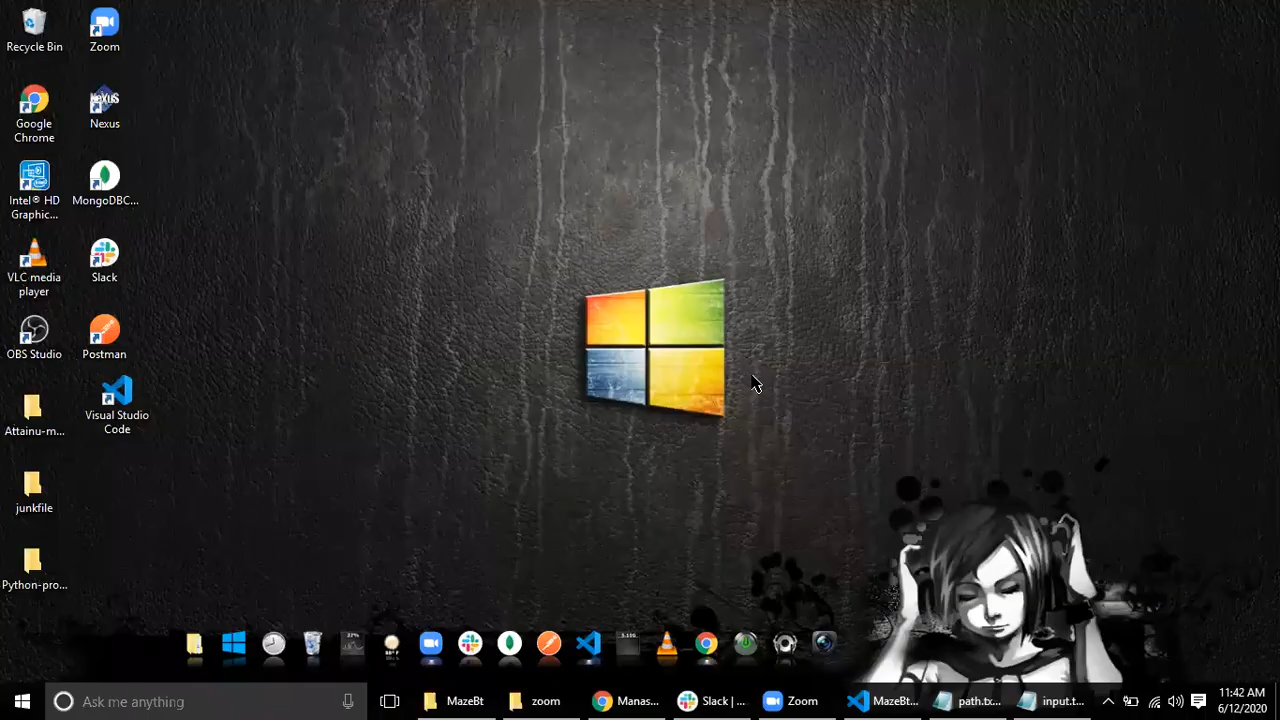 Recycle Bin
Zoom
Google
Chrome
NeXuS
Nexus
Intel® HD
Graphic...
MongoDBC...
VLC media
player
Slack
OBS Studio
Postman
Attainu-m...
Visual Studio
Code
junkfile
Python-pro...
Ask me anything
MazeBt
zoom
Manas...
Slack | ...
Zoom
MazeBt...
path.tx...
input.t...
11:42 AM
6/12/2020